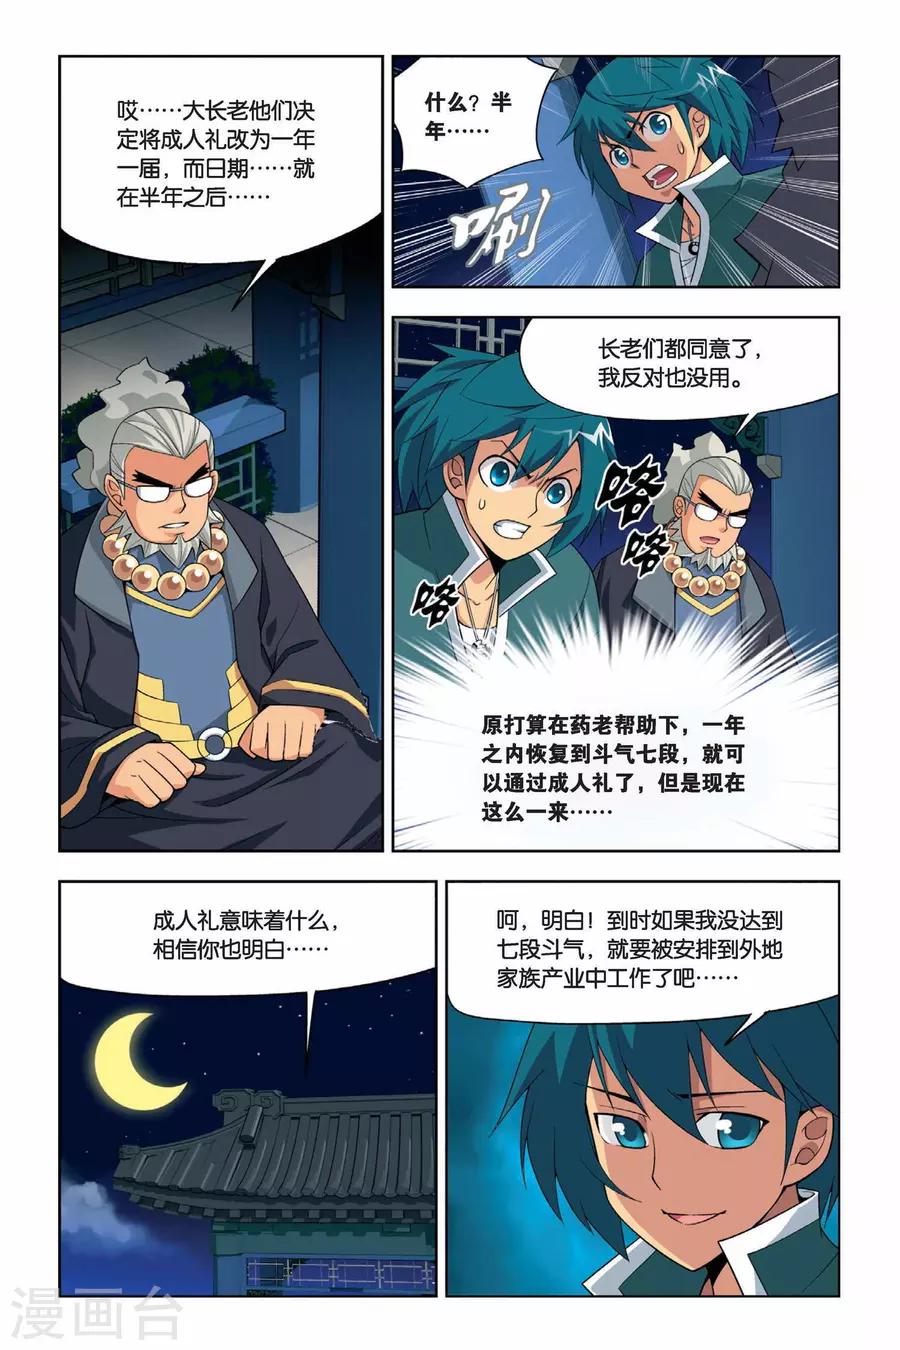 哎……大长老他们决
定将成人礼改为一年
一届，而日期……就
在半年之后……
什么？半
年……
唰
长老们都同意了，
我反对也没用。
咯
咯
咯
原打算在药老帮助下，一年
之内恢复到斗气七段，就可
以通过成人礼了，但是现在
这么一来……
成人礼意味着什么，
相信你也明白……
呵，明白！到时如果我没达到
七段斗气，就要被安排到外地
家族产业中工作了吧……
漫画台